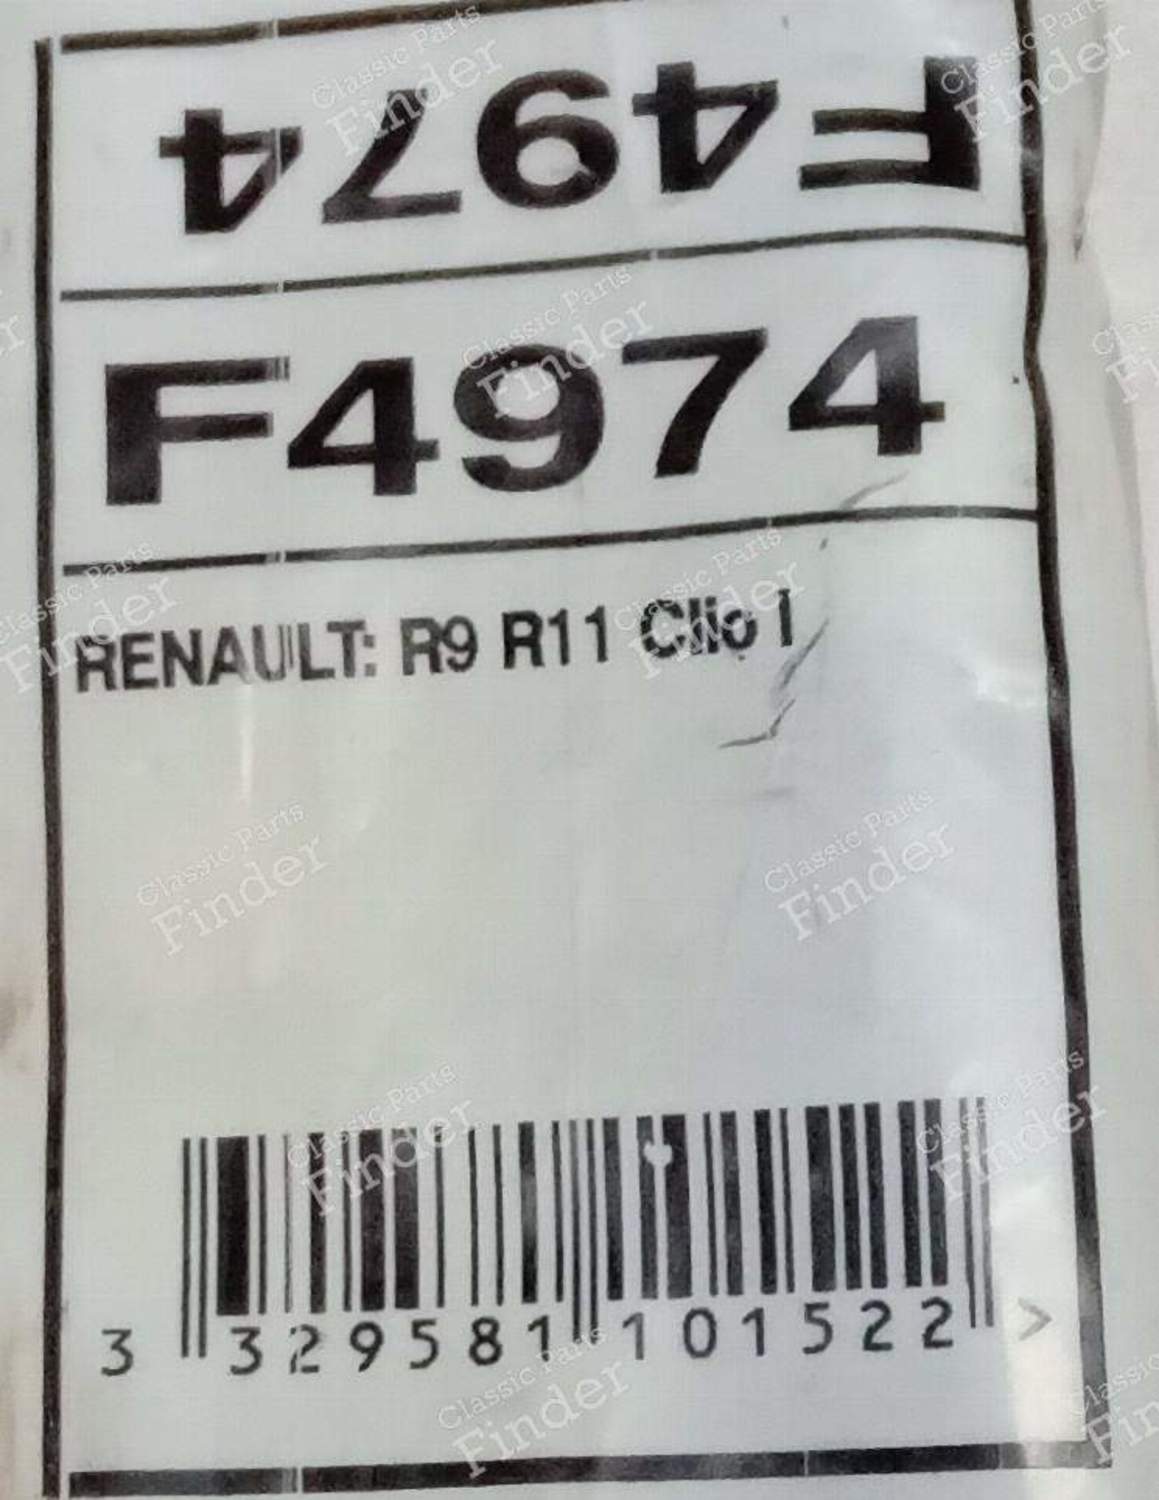 F4974
F4974
RENAULT: R9 R11 Clio I
3 329581 101522 >
Classic Parts
Finder